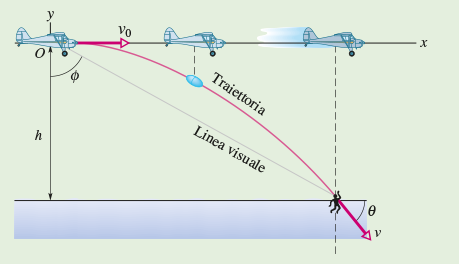 y
v₀
x
O
ϕ
Traiettoria
h
Linea visuale
θ
v